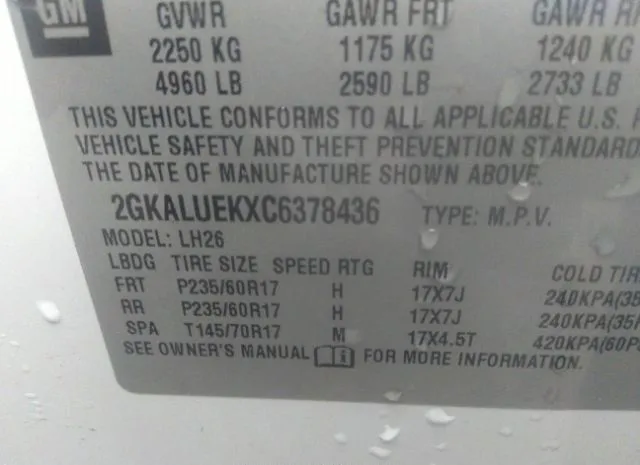 GM GVWR GAWR FRT GAWR
2250 KG 1175 KG 1240 KG
4960 LB 2590 LB 2733 LB
THIS VEHICLE CONFORMS TO ALL APPLICABLE U.S.
VEHICLE SAFETY AND THEFT PREVENTION STANDARD
THE DATE OF MANUFACTURE SHOWN ABOVE.
2GKALUEKXC6378436 TYPE: M.P.V.
MODEL: LH26
LBDG TIRE SIZE SPEED RTG RIM COLD TIR
FRT P235/60R17 H 17X7J 240KPA(35
RR P235/60R17 H 17X7J 240KPA(35
SPA T145/70R17 M 17X4.5T 420KPA(60P
SEE OWNER'S MANUAL FOR MORE INFORMATION.